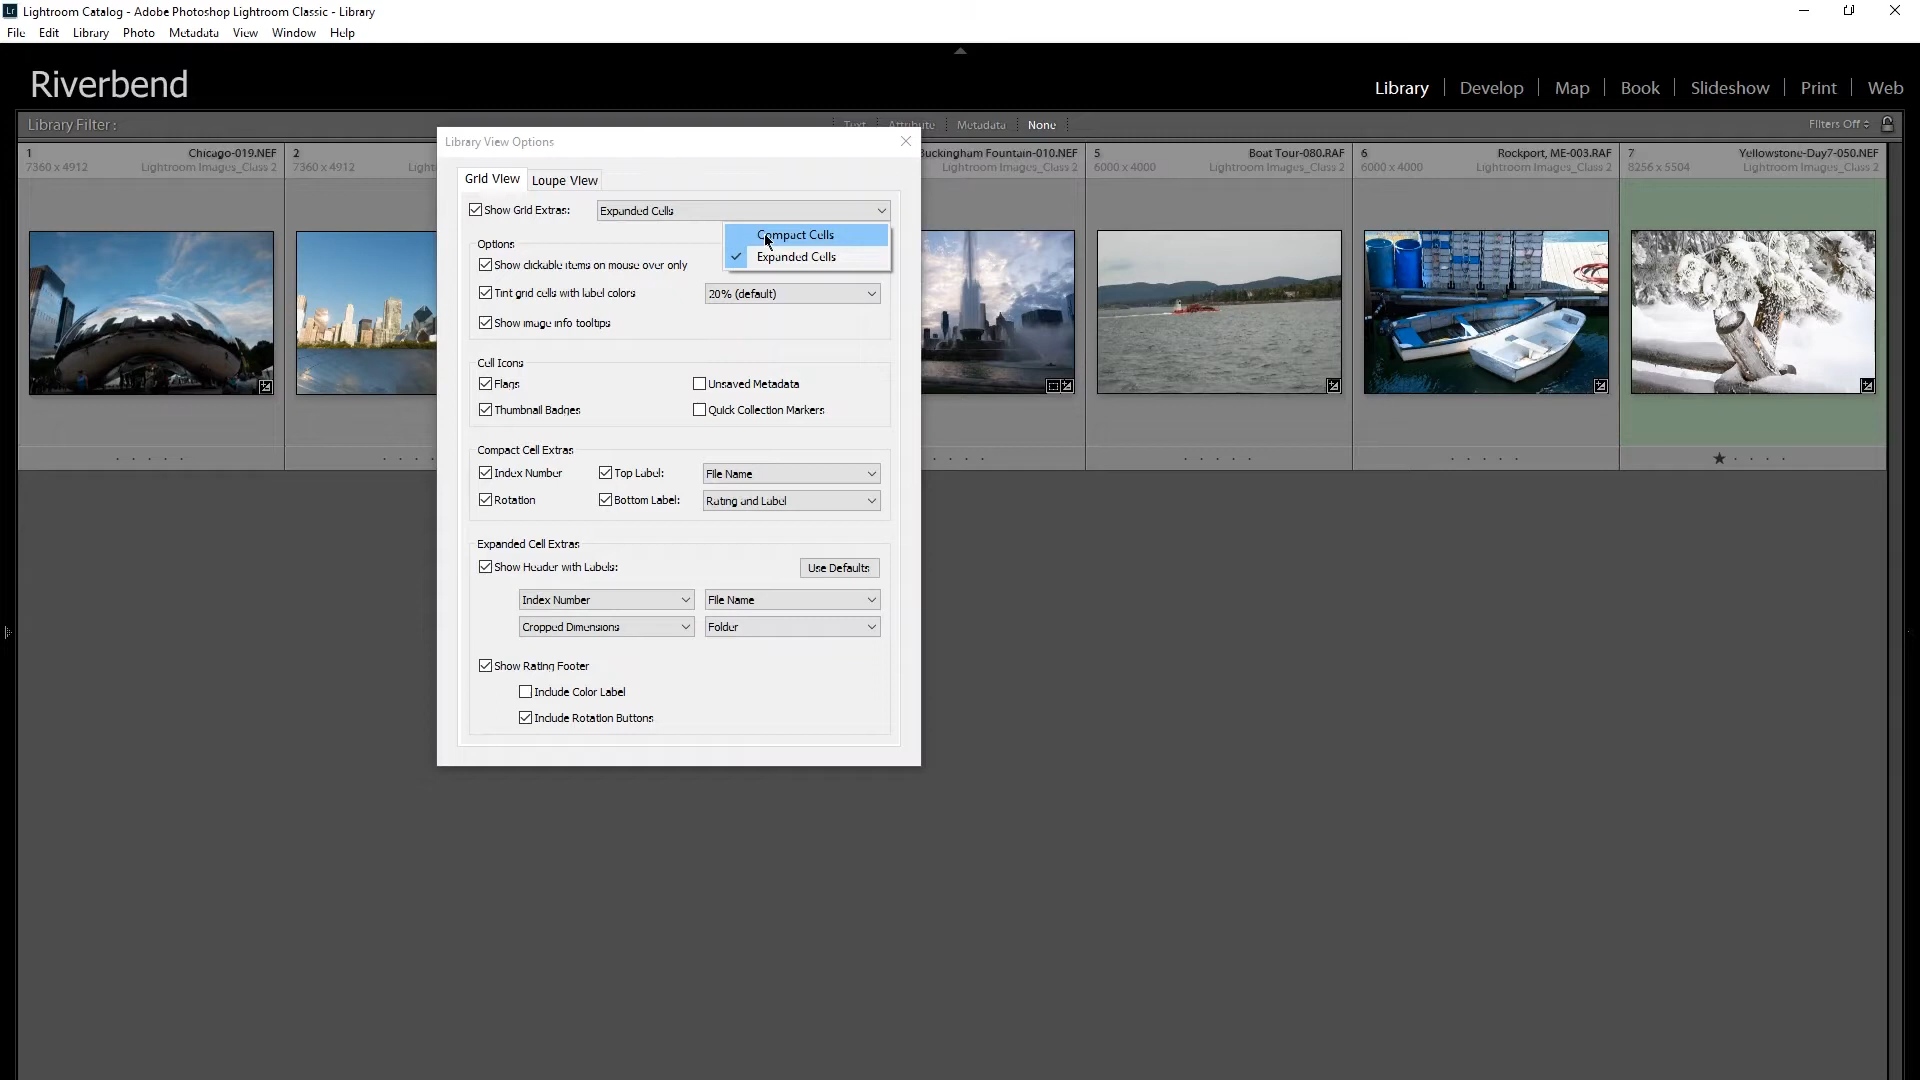 Lightroom Catalog - Adobe Photoshop Lightroom Classic - Library
File Edit Library Photo Metadata View Window Help
Riverbend
Library Develop Map Book Slideshow Print Web
Library Filter : Text Attribute Metadata None Filters Off
1 Chicago-019.NEF
7360 x 4912 Lightroom Images_Class 2
2
7360 x 4912
Buckingham Fountain-010.NEF
Lightroom Images_Class 2
5 Boat Tour-080.RAF
6000 x 4000 Lightroom Images_Class 2
6 Rockport, ME-003.RAF
6000 x 4000 Lightroom Images_Class 2
7 Yellowstone-Day7-050.NEF
8256 x 5504 Lightroom Images_Class 2
Library View Options
Grid View Loupe View
Show Grid Extras: Expanded Cells
Compact Cells
Expanded Cells
Options
Show clickable items on mouse over only
Tint grid cells with label colors 20% (default)
Show image info tooltips
Cell Icons
Flags Unsaved Metadata
Thumbnail Badges Quick Collection Markers
Compact Cell Extras
Index Number Top Label: File Name
Rotation Bottom Label: Rating and Label
Expanded Cell Extras
Show Header with Labels: Use Defaults
Index Number File Name
Cropped Dimensions Folder
Show Rating Footer
Include Color Label
Include Rotation Buttons